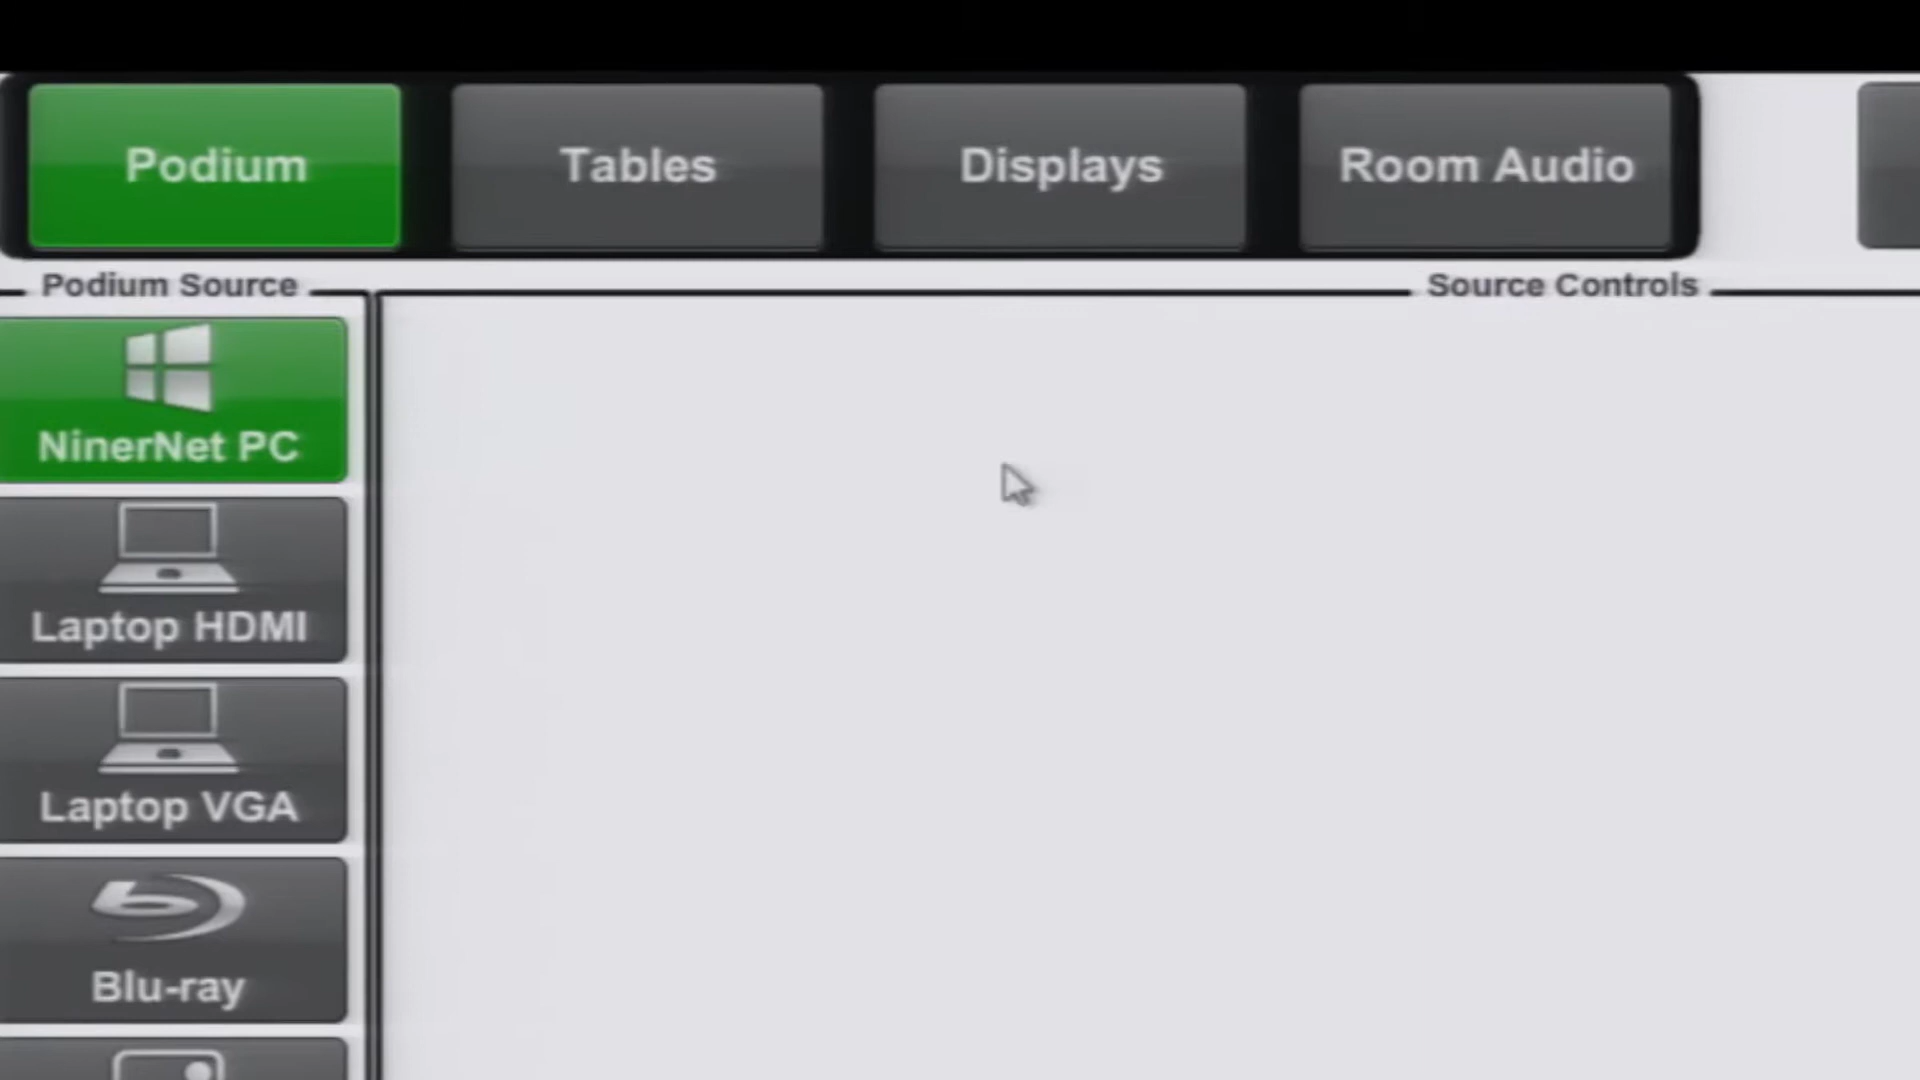 Podium
Tables
Displays
Room Audio
Podium Source
Source Controls
NinerNet PC
Laptop HDMI
Laptop VGA
Blu-ray